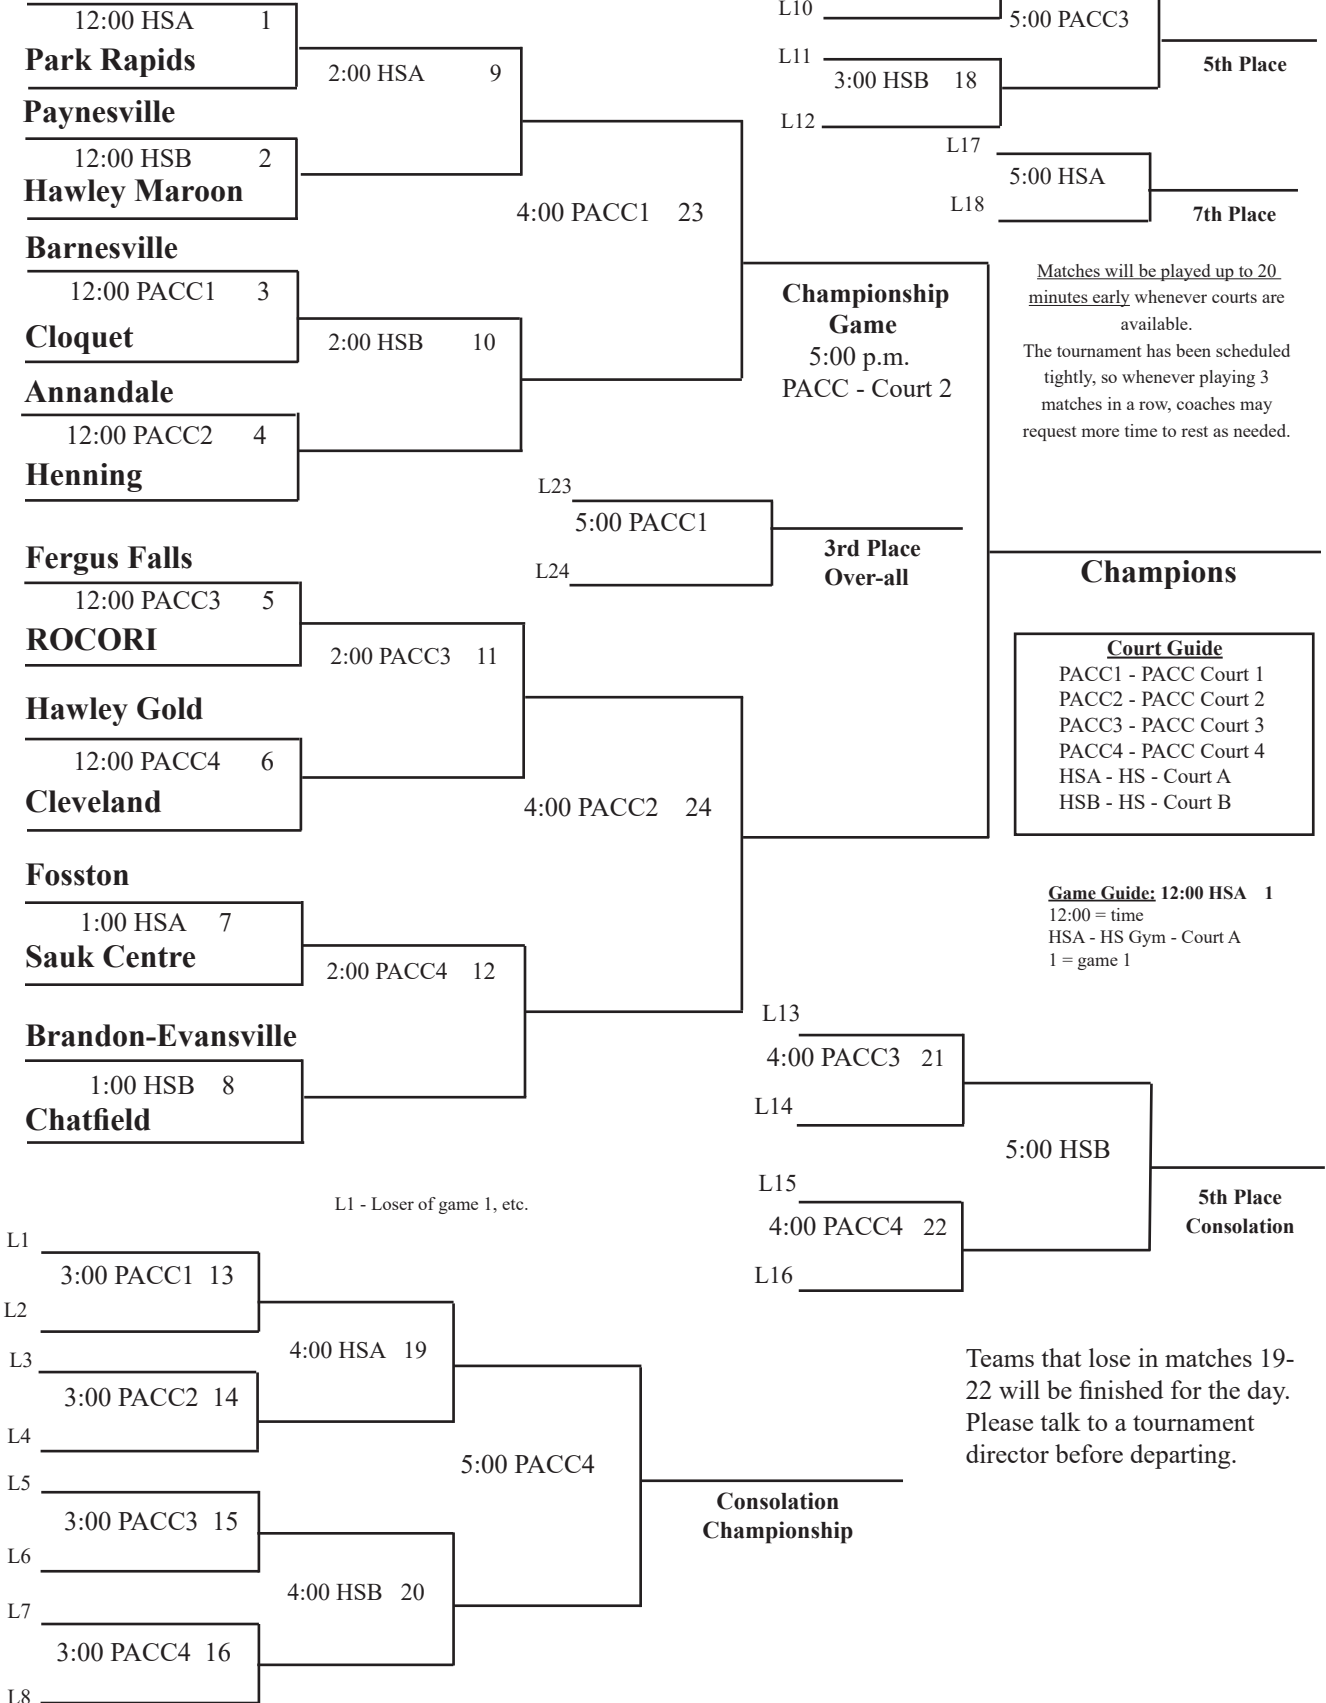 12:00 HSA 1
Park Rapids
2:00 HSA 9
Paynesville
12:00 HSB 2
Hawley Maroon
4:00 PACC1 23
Barnesville
12:00 PACC1 3
Cloquet
2:00 HSB 10
Annandale
12:00 PACC2 4
Henning
L10
5:00 PACC3
5th Place
L11
3:00 HSB 18
L12
L17
5:00 HSA
L18
7th Place
Championship
Game
5:00 p.m.
PACC - Court 2
Matches will be played up to 20
minutes early whenever courts are
available.
The tournament has been scheduled
tightly, so whenever playing 3
matches in a row, coaches may
request more time to rest as needed.
L23
5:00 PACC1
L24
3rd Place
Over-all
Champions
Fergus Falls
12:00 PACC3 5
ROCORI
2:00 PACC3 11
Hawley Gold
12:00 PACC4 6
Cleveland
4:00 PACC2 24
Fosston
1:00 HSA 7
Sauk Centre
2:00 PACC4 12
Brandon-Evansville
1:00 HSB 8
Chatfield
Court Guide
PACC1 - PACC Court 1
PACC2 - PACC Court 2
PACC3 - PACC Court 3
PACC4 - PACC Court 4
HSA - HS - Court A
HSB - HS - Court B
Game Guide: 12:00 HSA 1
12:00 = time
HSA - HS Gym - Court A
1 = game 1
L13
4:00 PACC3 21
L14
5:00 HSB
L15
4:00 PACC4 22
L16
5th Place
Consolation
L1 - Loser of game 1, etc.
L1
3:00 PACC1 13
L2
4:00 HSA 19
L3
3:00 PACC2 14
L4
5:00 PACC4
L5
3:00 PACC3 15
L6
4:00 HSB 20
L7
3:00 PACC4 16
L8
Consolation
Championship
Teams that lose in matches 19-
22 will be finished for the day.
Please talk to a tournament
director before departing.